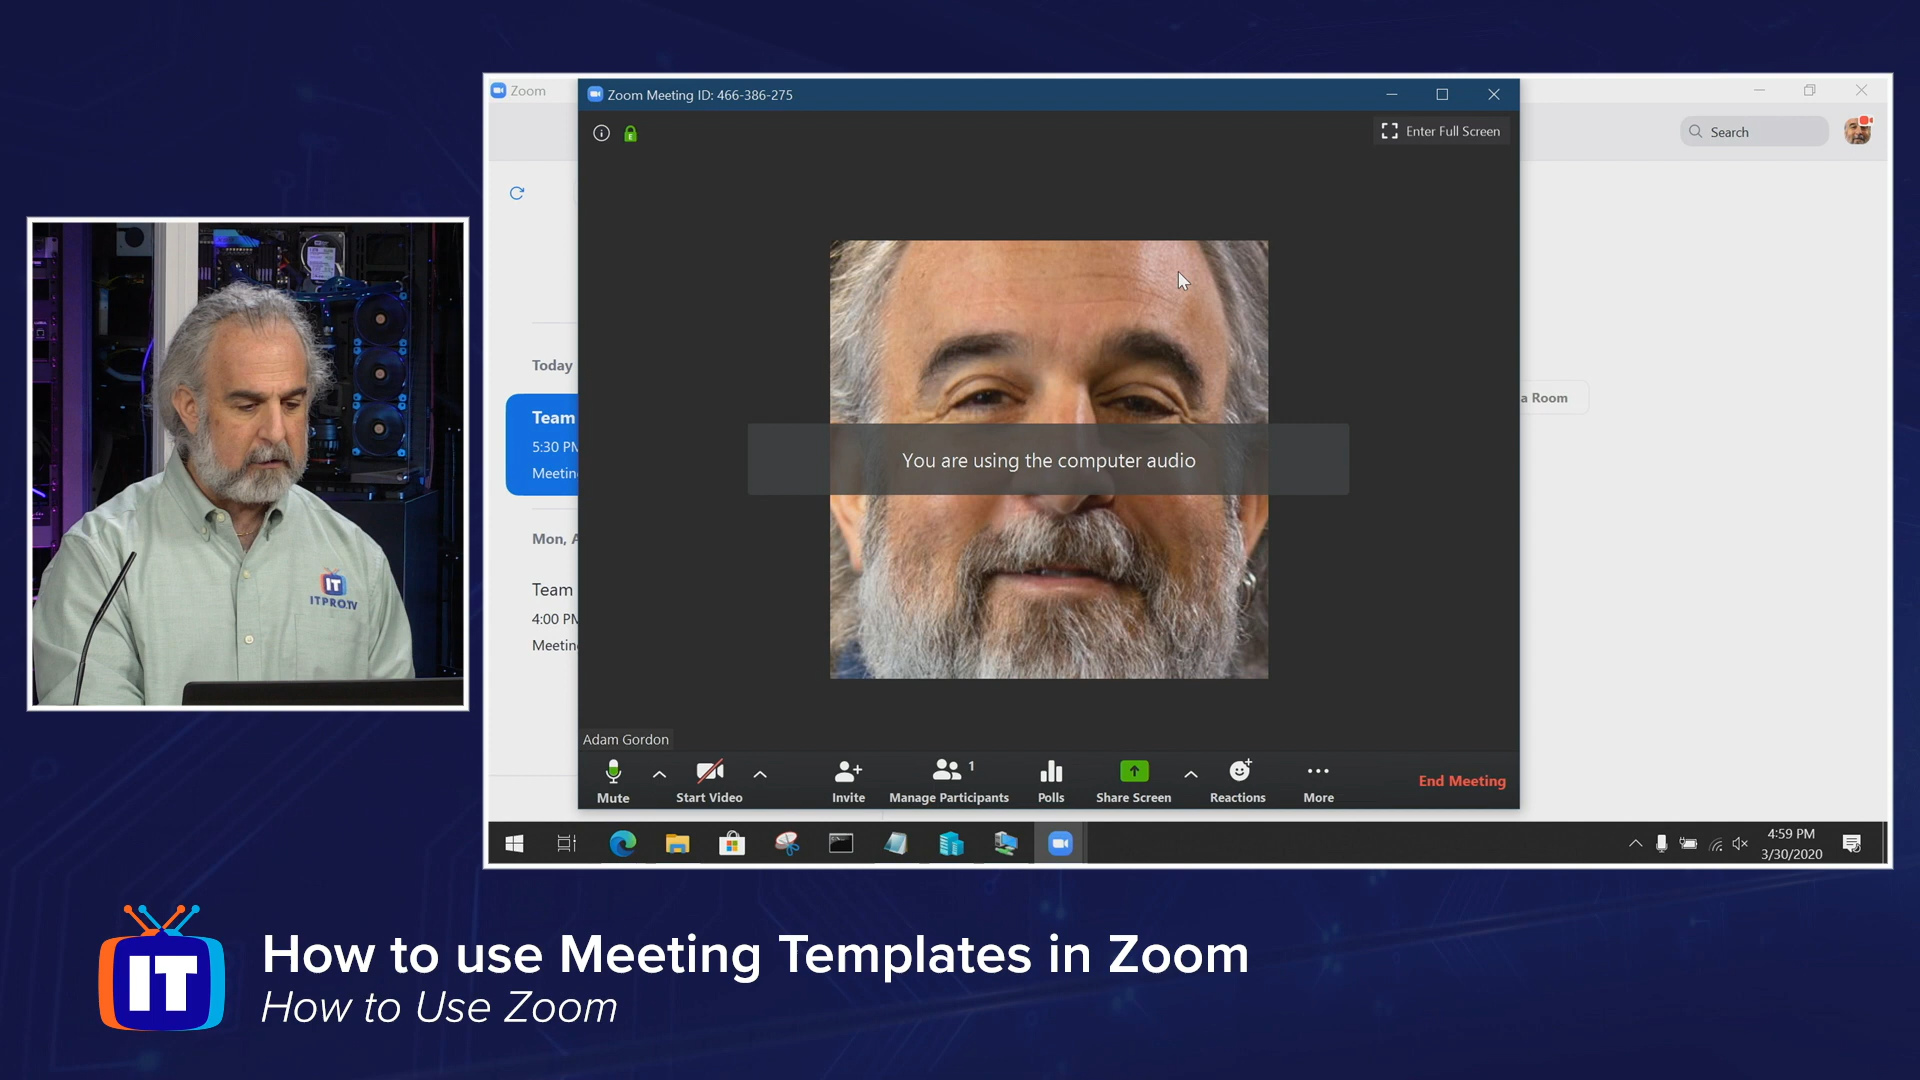 Zoom
Zoom Meeting ID: 466-386-275
Enter Full Screen
Search
Today
Team
5:30 PM
Meetin
Mon, A
Team
4:00 PM
Meetin
a Room
You are using the computer audio
IT
ITPRO.TV
Adam Gordon
1
Mute
Start Video
Invite
Manage Participants
Polls
Share Screen
Reactions
More
End Meeting
4:59 PM
3/30/2020
IT
How to use Meeting Templates in Zoom
How to Use Zoom